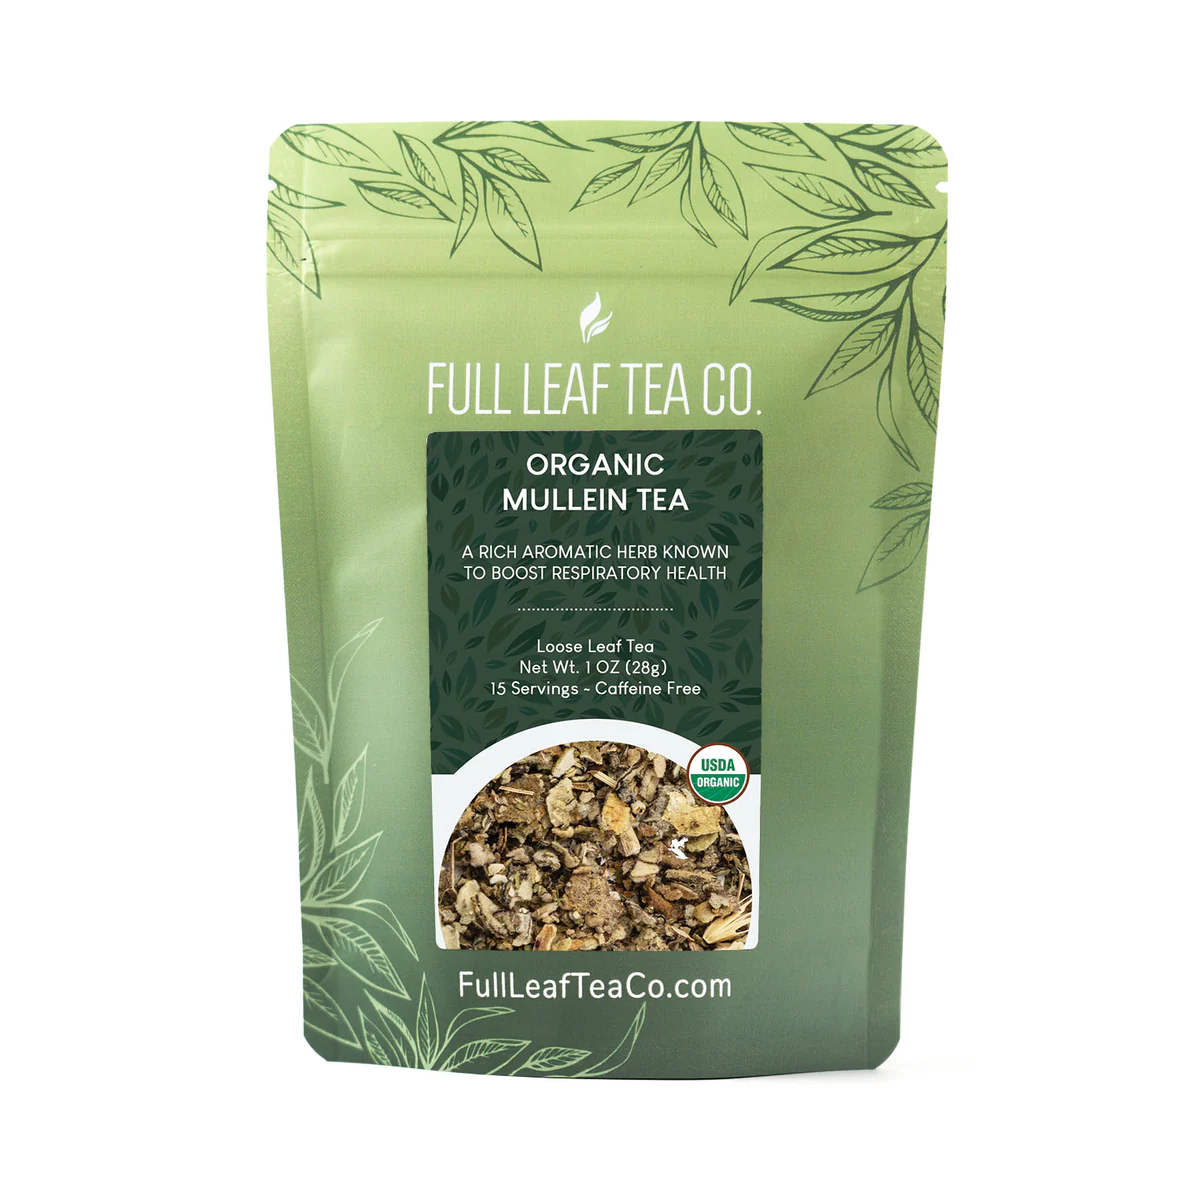 FULL LEAF TEA CO.
ORGANIC
MULLEIN TEA
A RICH AROMATIC HERB KNOWN
TO BOOST RESPIRATORY HEALTH
Loose Leaf Tea
Net Wt. 1 OZ (28g)
15 Servings ~ Caffeine Free
USDA
ORGANIC
FullLeafTeaCo.com